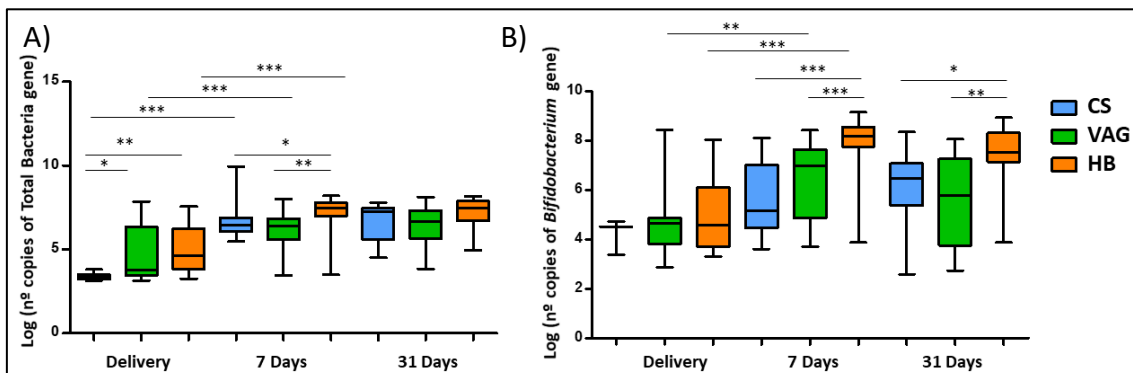 A)
Log (nº copies of Total Bacteria gene)
15
10
5
0
***
***
***
**
*
*
**
Delivery 7 Days 31 Days
B)
Log (nº copies of Bifidobacterium gene)
10
8
6
4
2
0
**
***
***
***
*
**
Delivery 7 Days 31 Days
CS
VAG
HB